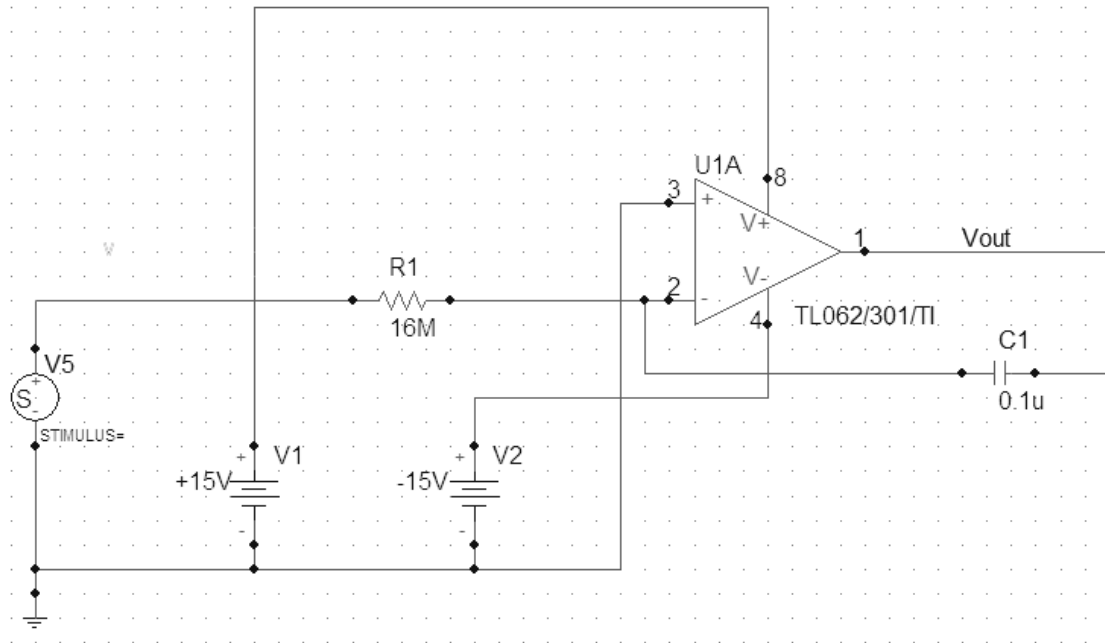 U1A
8
3
+
V+
1
Vout
V
R1
2
-
V-
16M
4
TL062/301/TI
C1
V5
+
S
-
0.1u
STIMULUS=
+
V1
+
V2
+15V
-15V
-
-